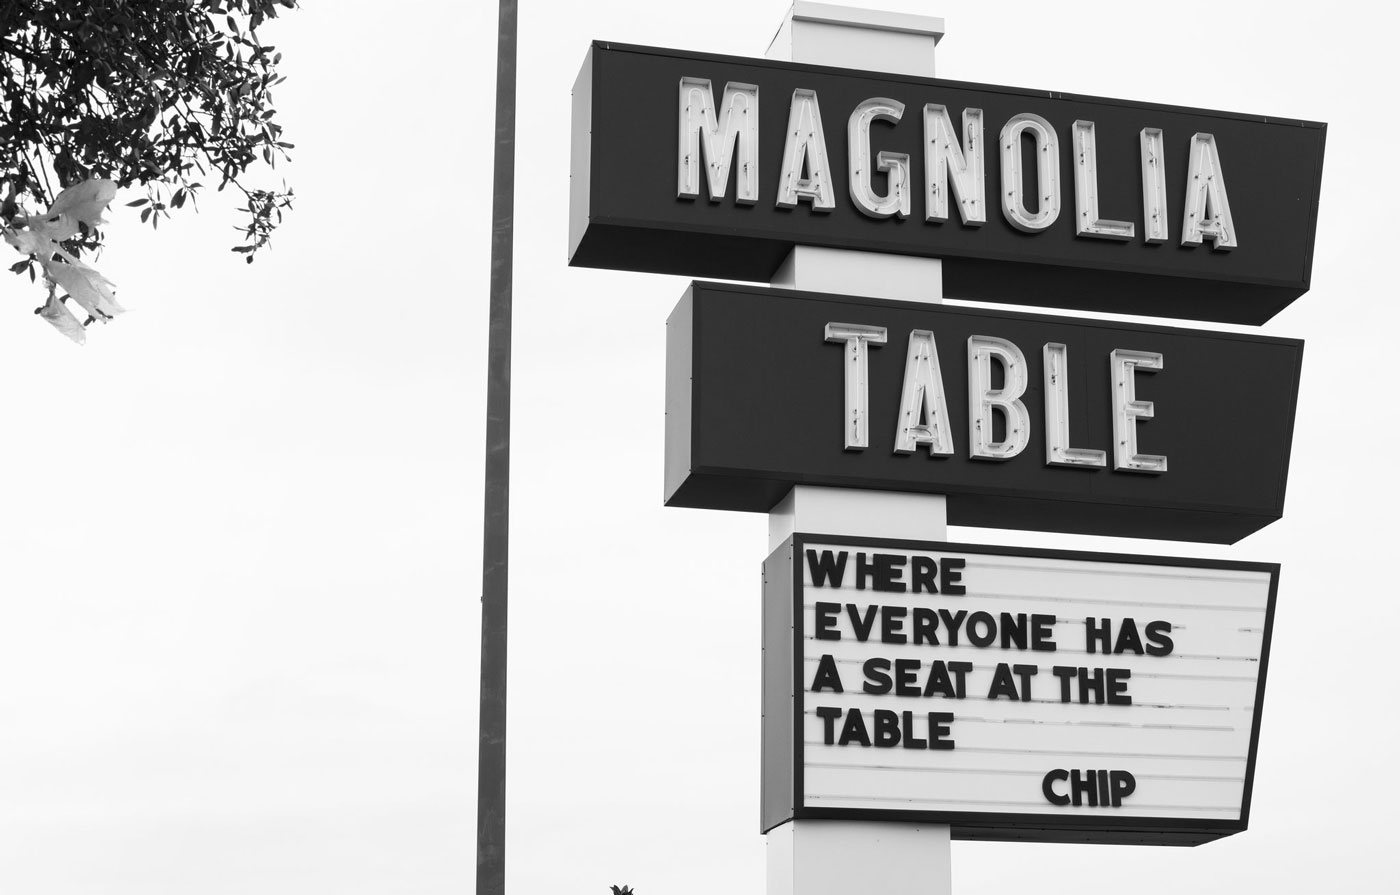 MAGNOLIA
TABLE
WHERE
EVERYONE HAS
A SEAT AT THE
TABLE
CHIP